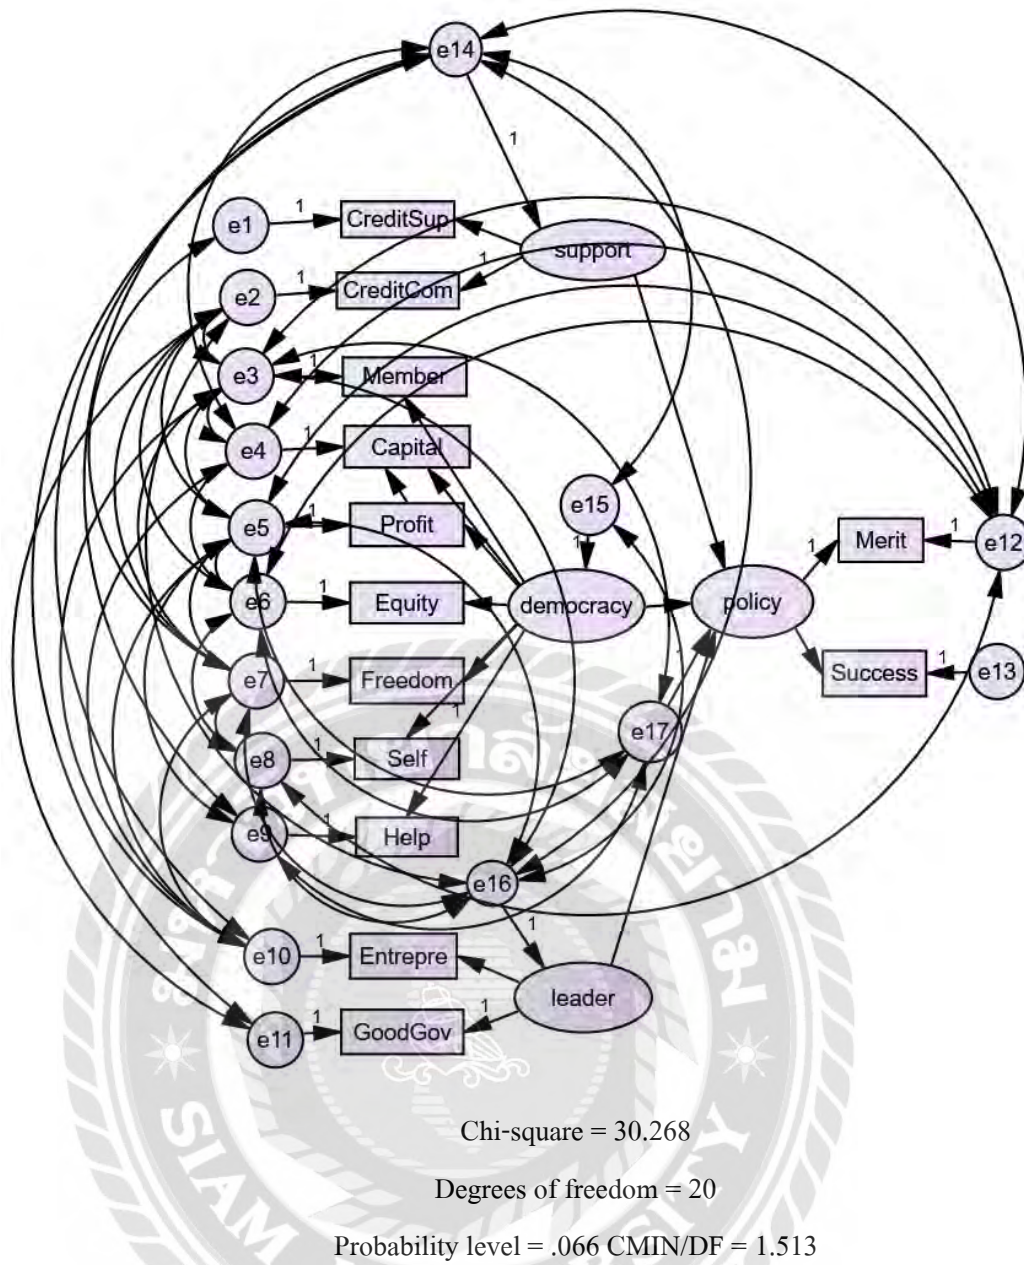 e14
1
e1
1
CreditSup
support
e2
1
CreditCom
1
e3
1
Member
e4
1
Capital
e15
e5
1
Profit
1
Merit
1
e12
1
e6
1
Equity
democracy
policy
e7
1
Freedom
Success
1
e13
1
e17
e8
1
Self
e9
1
Help
e16
1
e10
1
Entrepre
leader
e11
1
GoodGov
1
Chi-square = 30.268
Degrees of freedom = 20
Probability level = .066 CMIN/DF = 1.513
SIAM